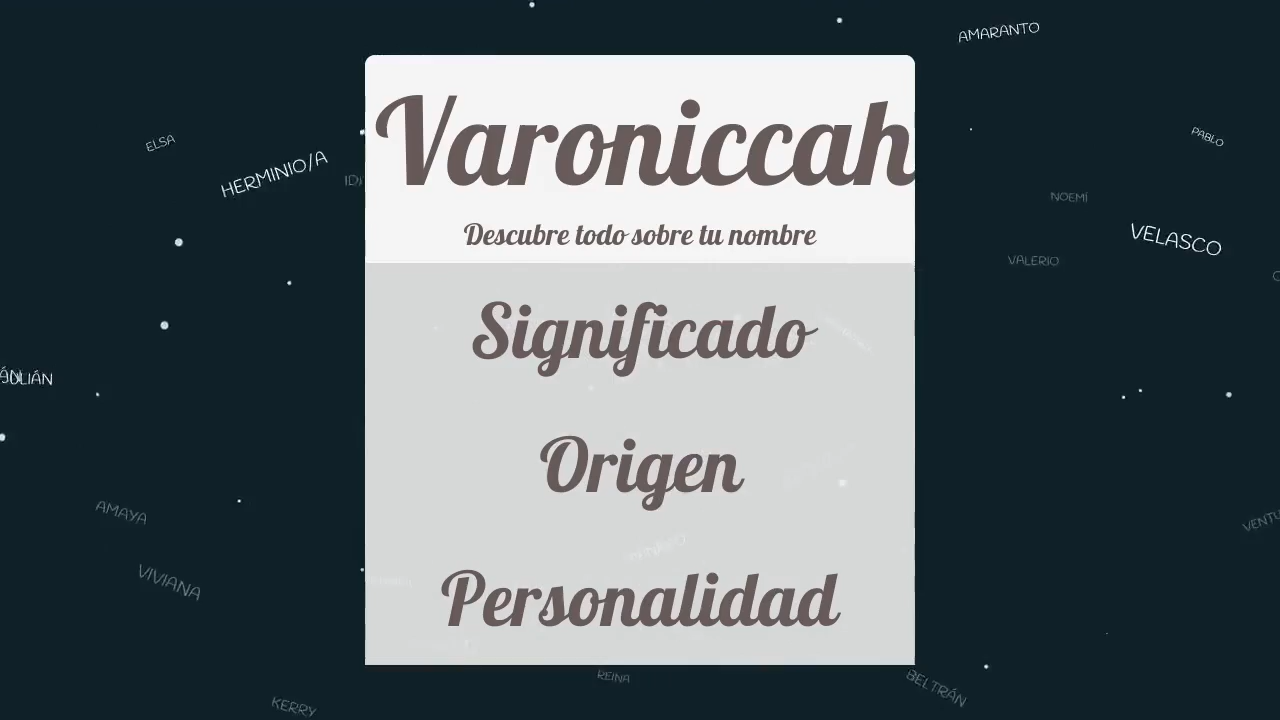 AMARANTO
Varoniccah
ELSA
PABLO
HERMINIO/A
NOEMÍ
VELASCO
Descubre todo sobre tu nombre
VALERIO
Significado
JULIÁN
Origen
AMAYA
VIVIANA
Personalidad
REINA
BELTRÁN
KERRY